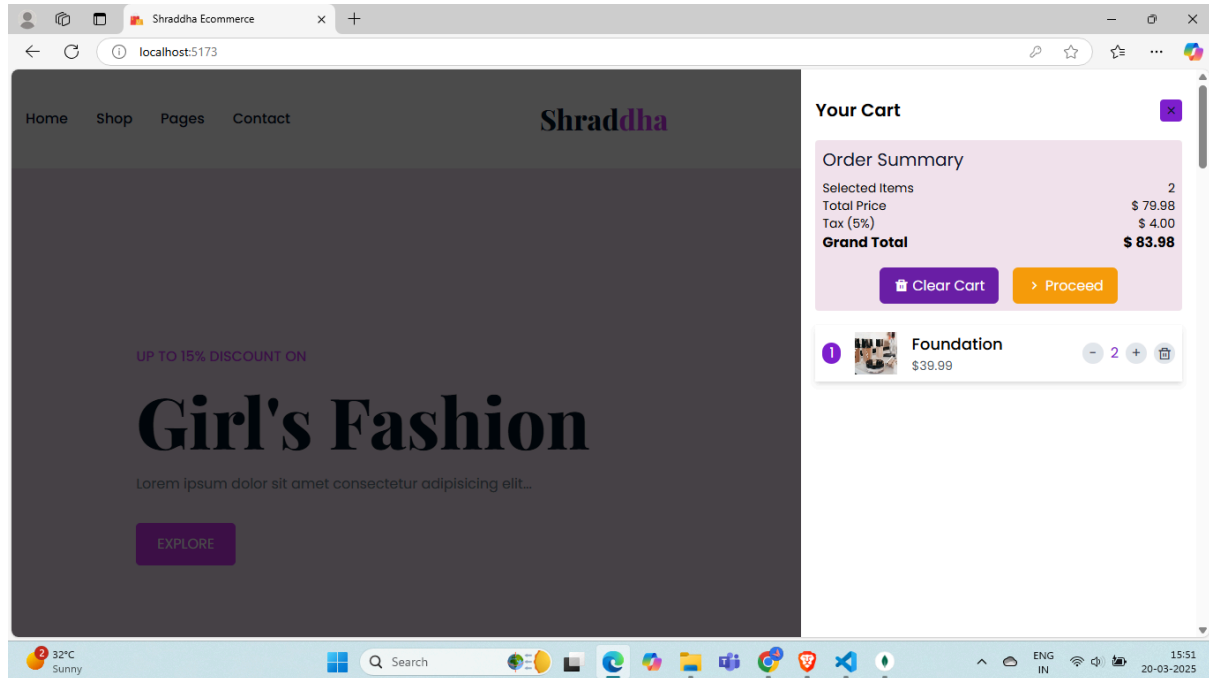 Shraddha Ecommerce
localhost:5173
Home Shop Pages Contact
Shraddha
UP TO 15% DISCOUNT ON
Girl's Fashion
Lorem ipsum dolor sit amet consectetur adipisicing elit...
EXPLORE
Your Cart
Order Summary
Selected Items 2
Total Price $ 79.98
Tax (5%) $ 4.00
Grand Total $ 83.98
Clear Cart Proceed
1 Foundation - 2 +
$39.99
2 32°C
Sunny
Search
ENG
IN
15:51
20-03-2025